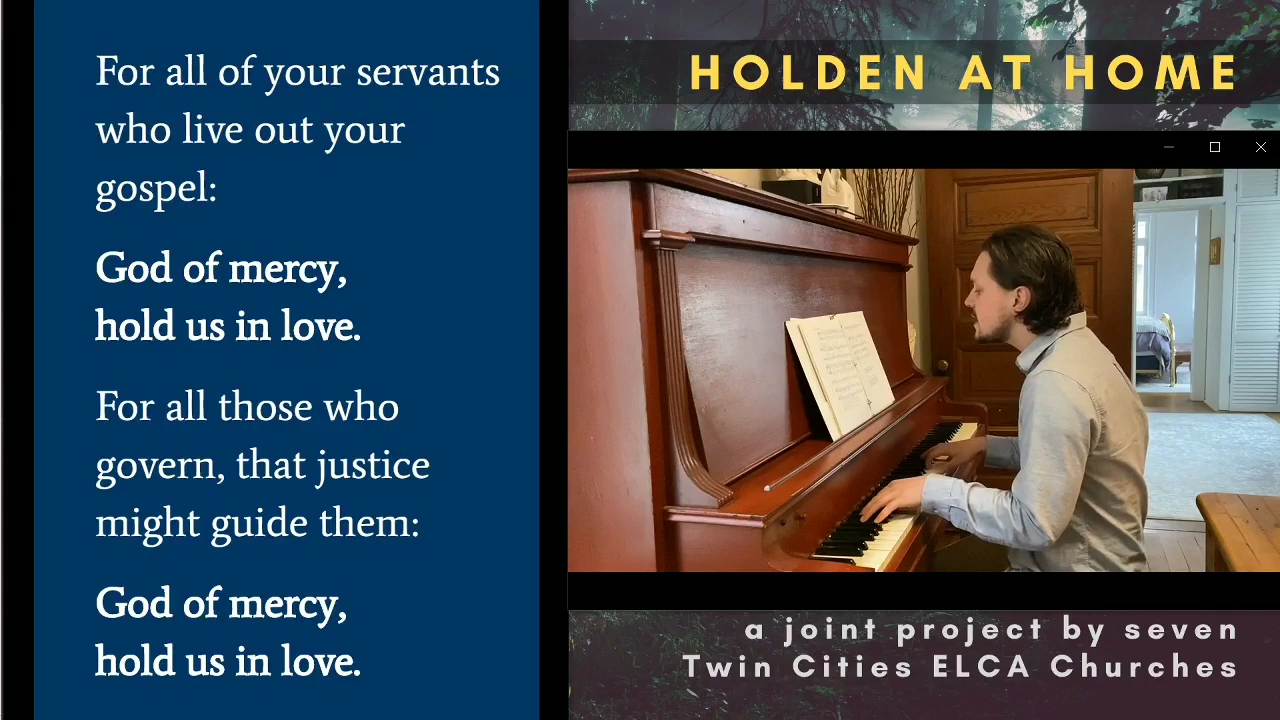 For all of your servants
who live out your
gospel:
God of mercy,
hold us in love.
For all those who
govern, that justice
might guide them:
God of mercy,
hold us in love.
HOLDEN AT HOME
a joint project by seven
Twin Cities ELCA Churches